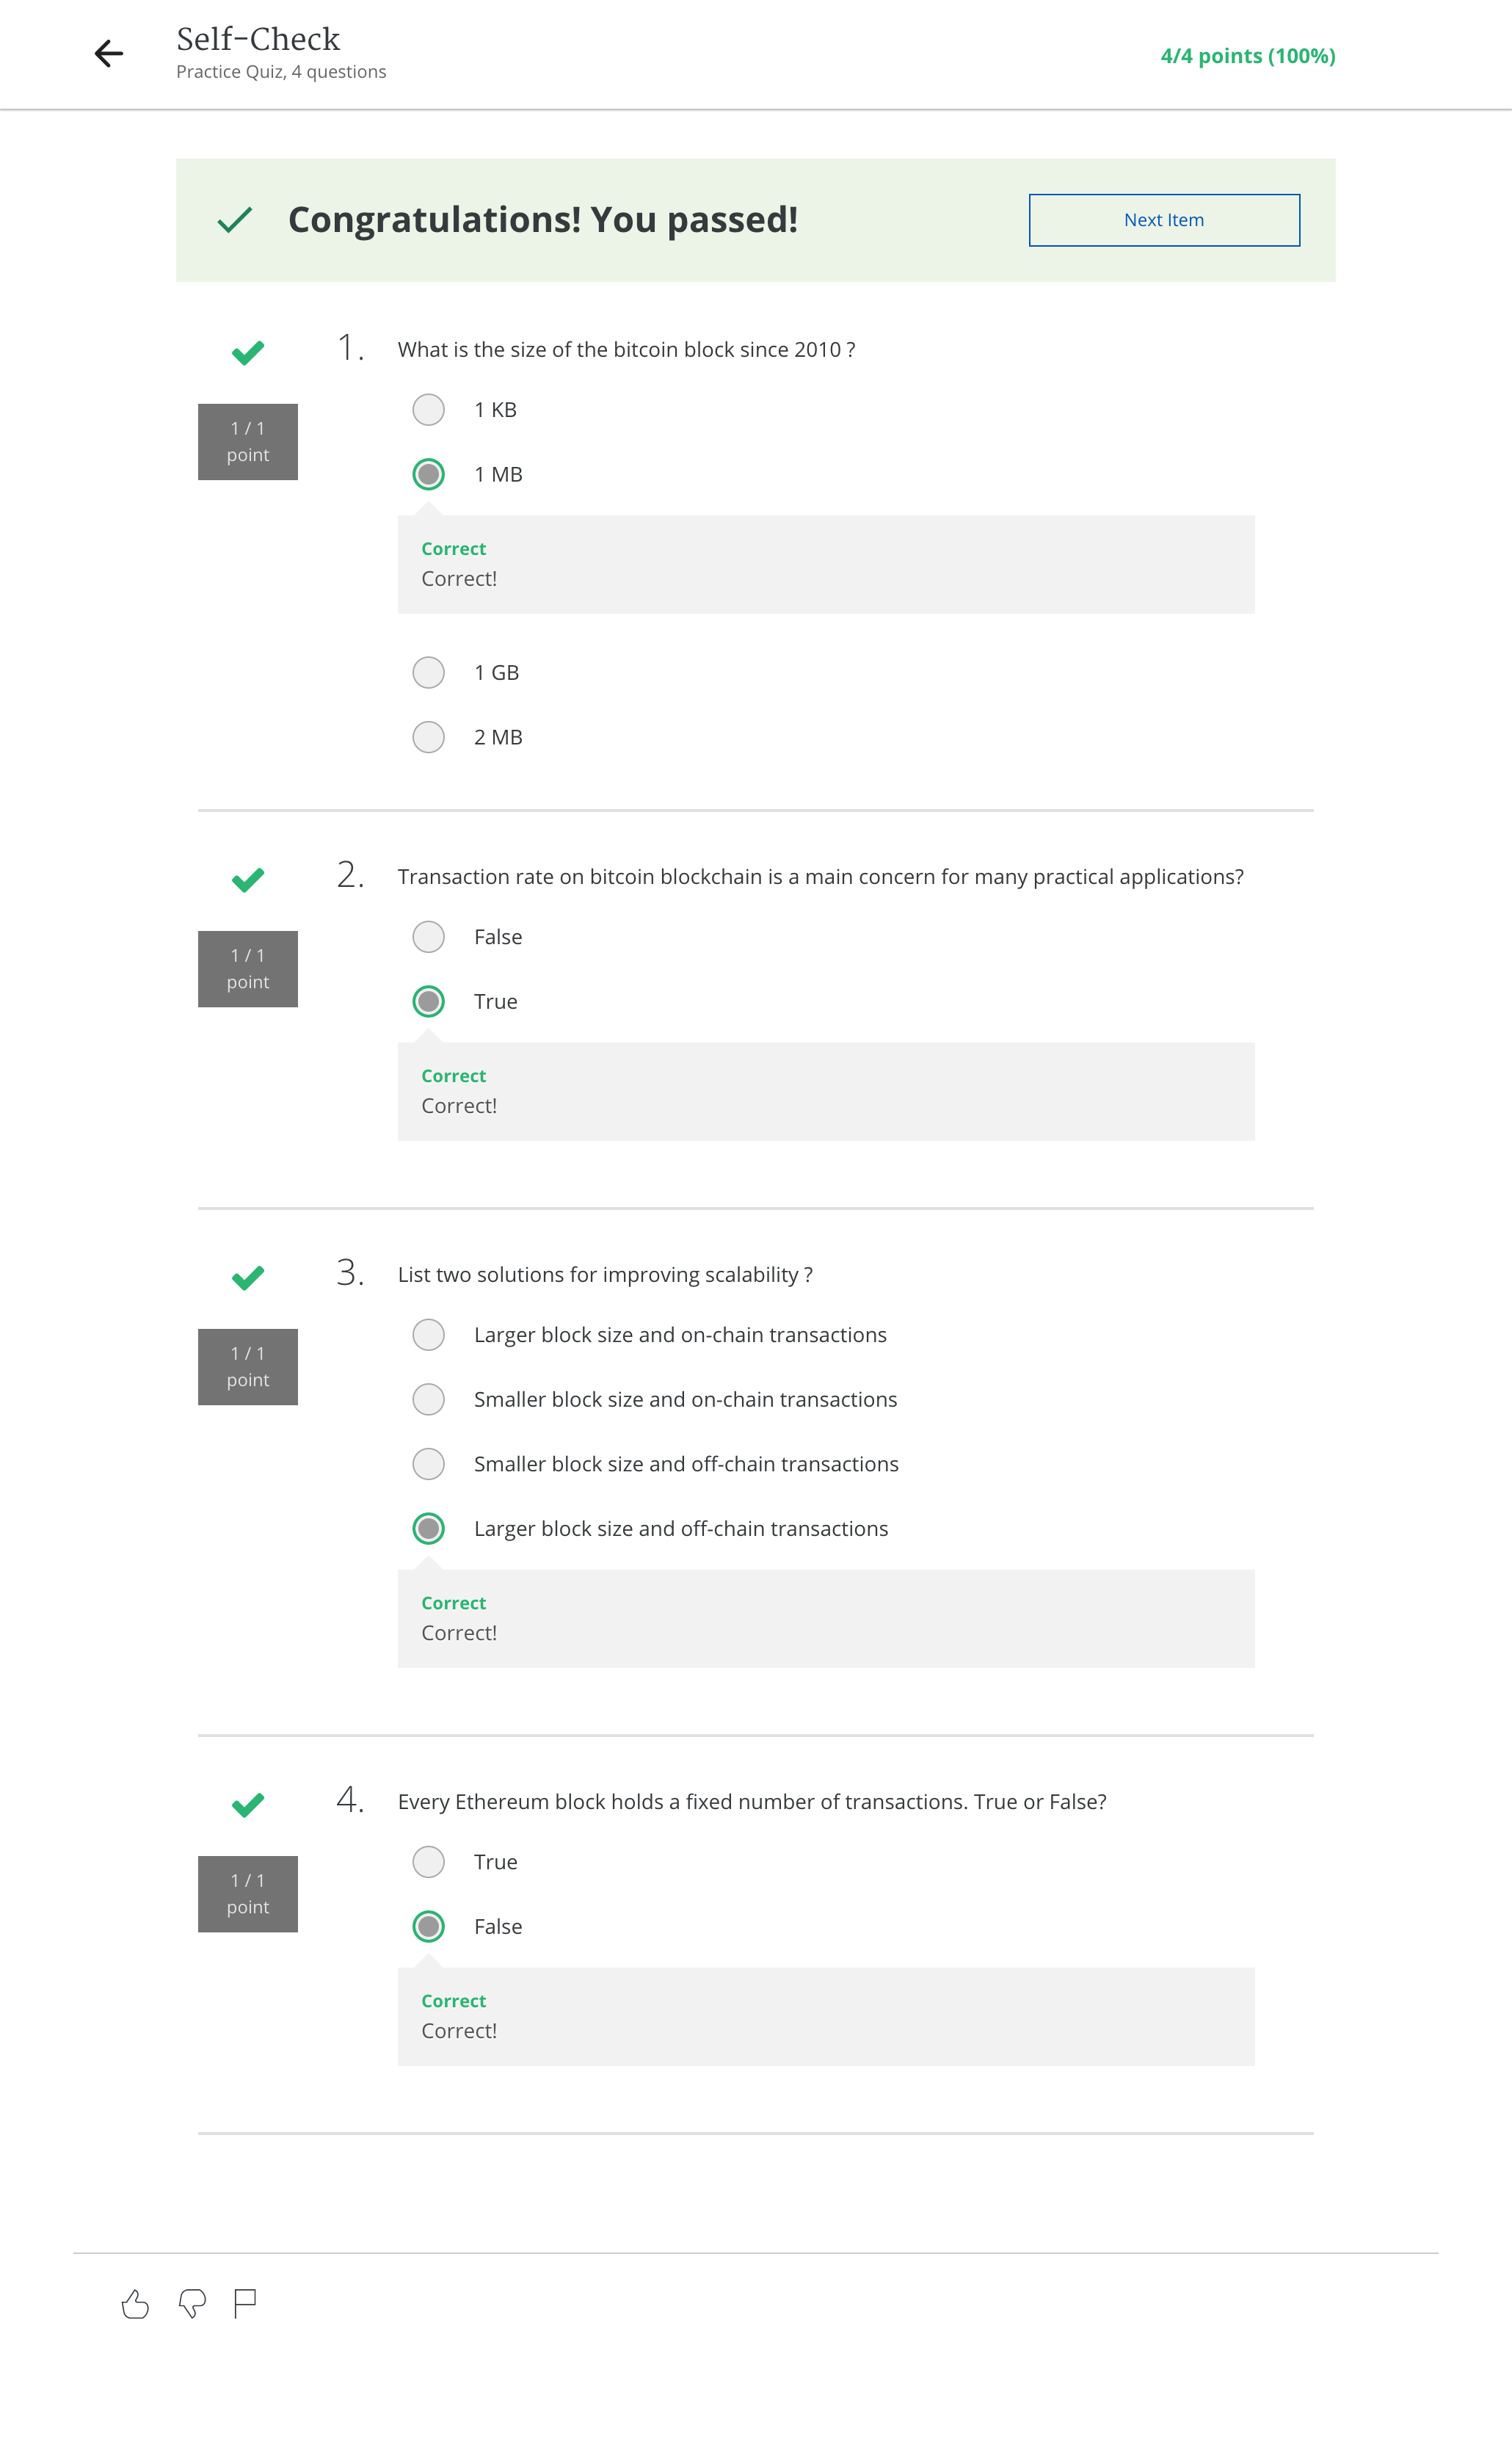 Self-Check
Practice Quiz, 4 questions
4/4 points (100%)
Congratulations! You passed!
Next Item
1 / 1
point
1.
What is the size of the bitcoin block since 2010 ?
1 KB
1 MB
Correct
Correct!
1 GB
2 MB
1 / 1
point
2.
Transaction rate on bitcoin blockchain is a main concern for many practical applications?
False
True
Correct
Correct!
1 / 1
point
3.
List two solutions for improving scalability ?
Larger block size and on-chain transactions
Smaller block size and on-chain transactions
Smaller block size and off-chain transactions
Larger block size and off-chain transactions
Correct
Correct!
1 / 1
point
4.
Every Ethereum block holds a fixed number of transactions. True or False?
True
False
Correct
Correct!